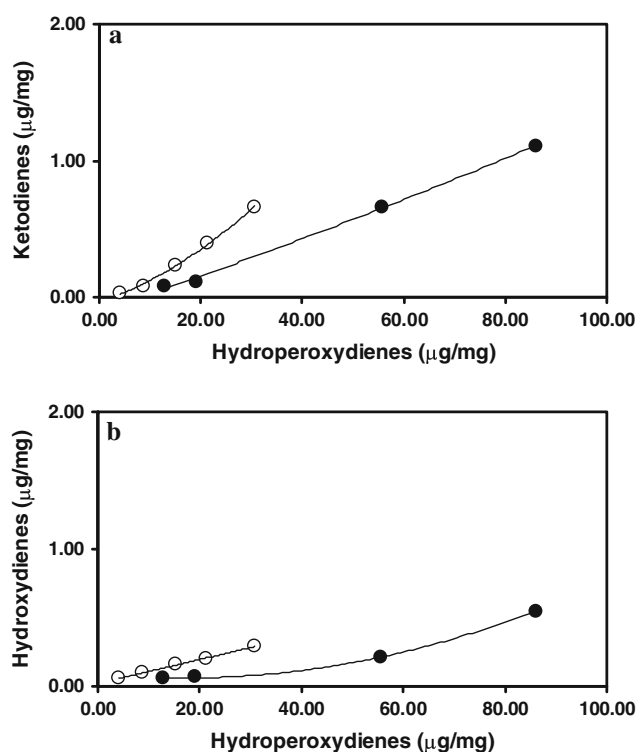 a
2.00
1.00
0.00
Ketodienes (μg/mg)
0.00 20.00 40.00 60.00 80.00 100.00
Hydroperoxydienes (μg/mg)
b
2.00
1.00
0.00
Hydroxydienes (μg/mg)
0.00 20.00 40.00 60.00 80.00 100.00
Hydroperoxydienes (μg/mg)